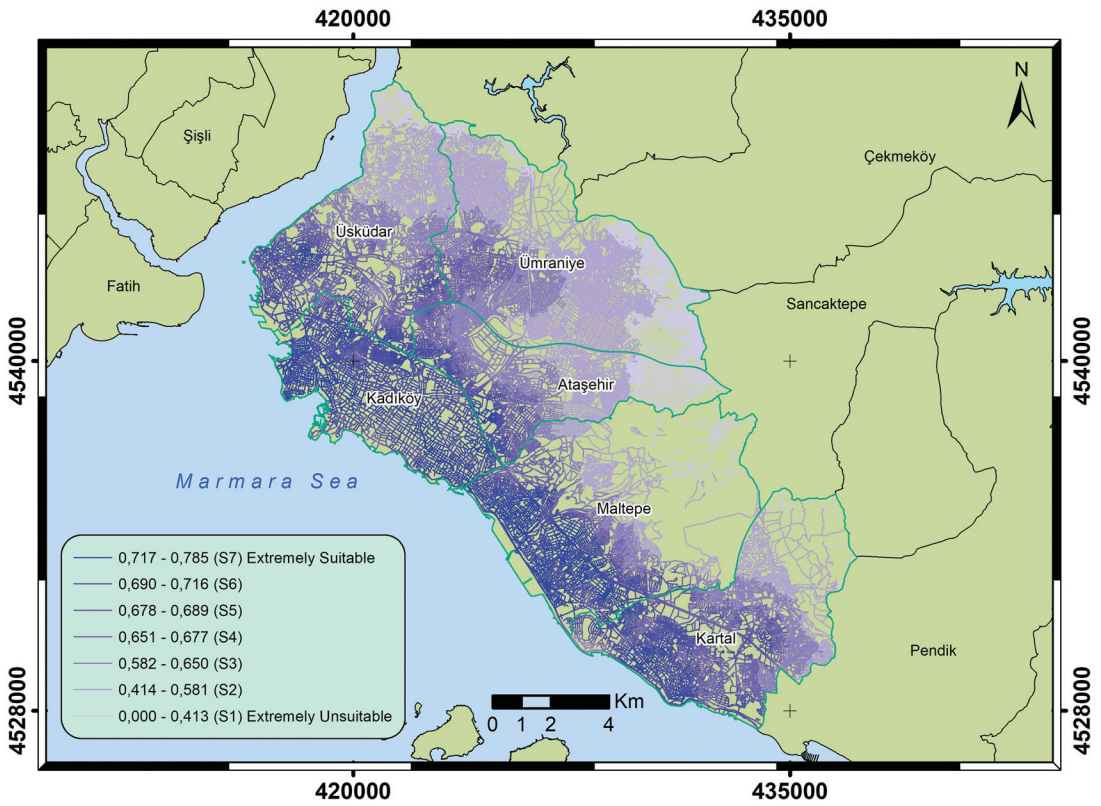 420000
435000
N
Şişli
Çekmeköy
Üsküdar
Ümraniye
Fatih
Sancaktepe
4540000
4540000
Ataşehir
Kadıköy
Marmara Sea
Maltepe
0,717 - 0,785 (S7) Extremely Suitable
0,690 - 0,716 (S6)
0,678 - 0,689 (S5)
0,651 - 0,677 (S4)
0,582 - 0,650 (S3)
0,414 - 0,581 (S2)
0,000 - 0,413 (S1) Extremely Unsuitable
Kartal
Pendik
Km
0 1 2 4
4528000
4528000
420000
435000